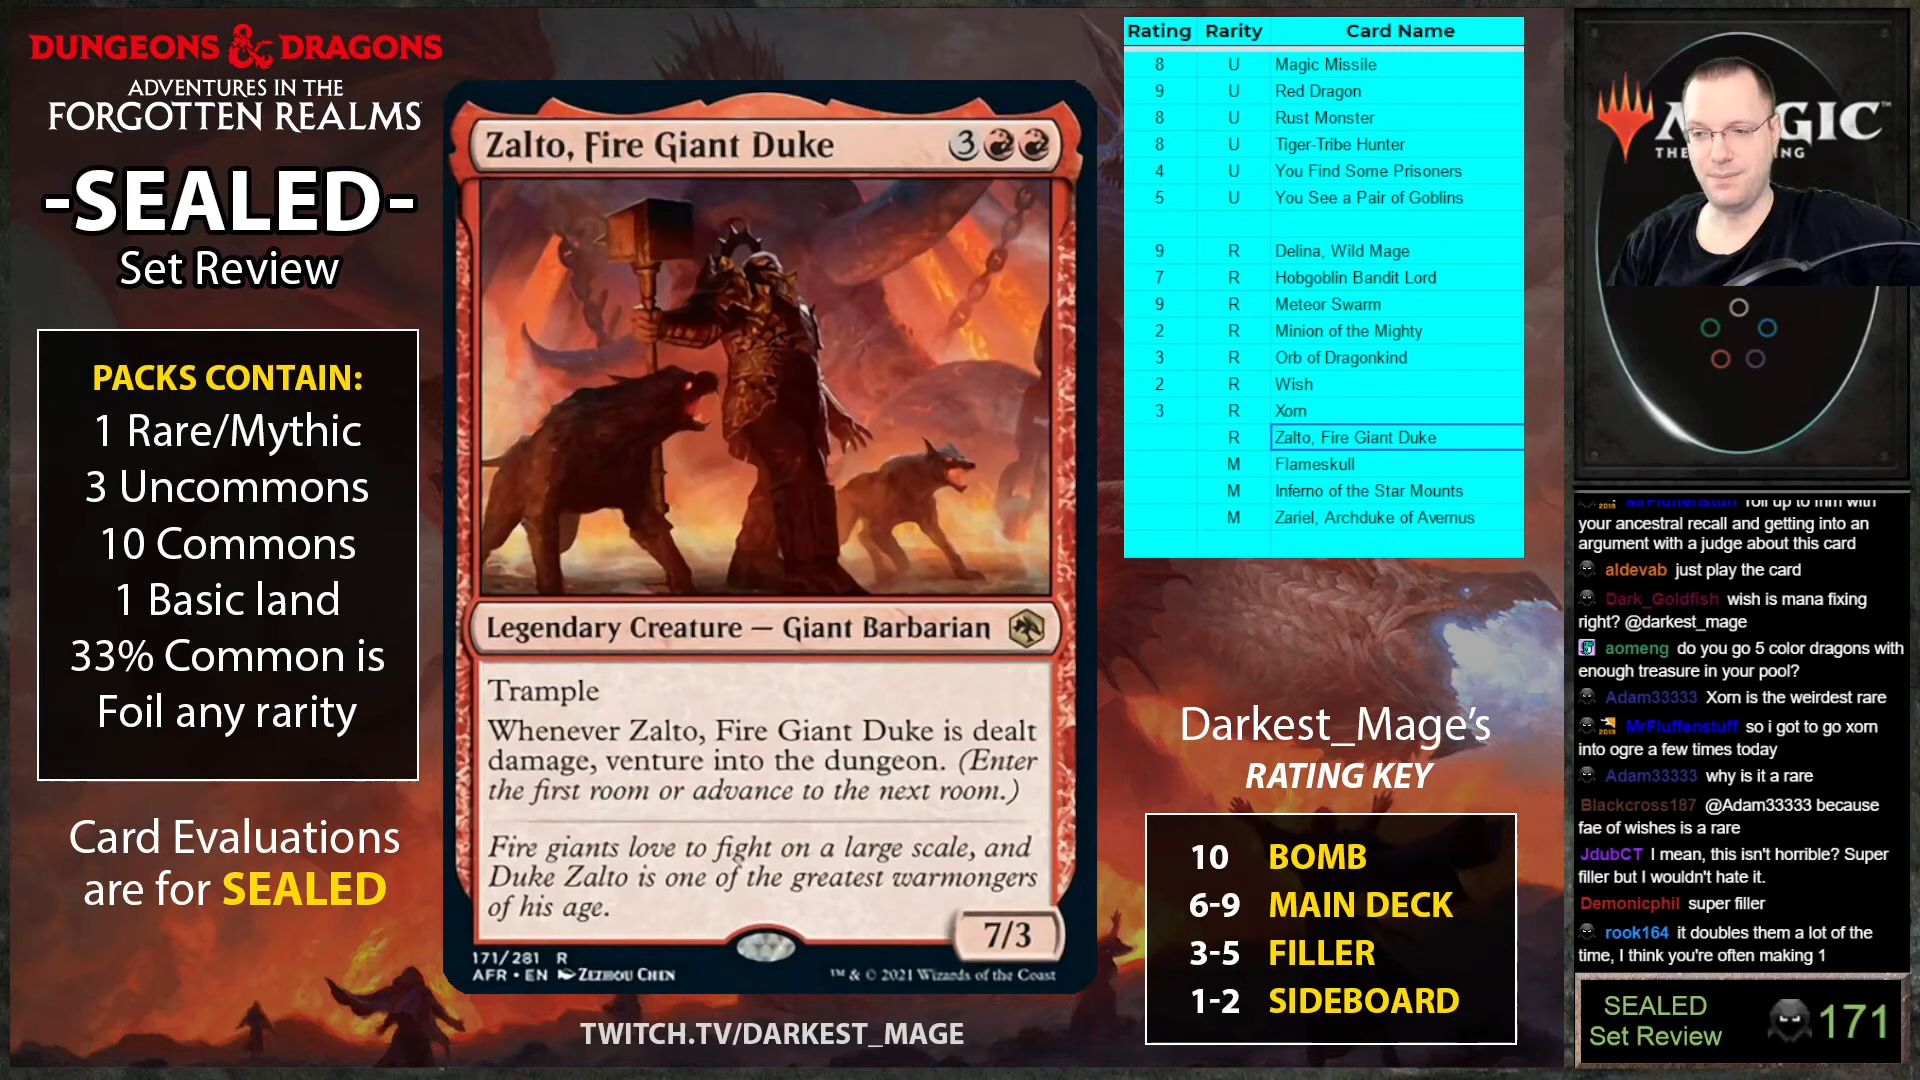 DUNGEONS & DRAGONS
ADVENTURES IN THE
FORGOTTEN REALMS
-SEALED-
Set Review
PACKS CONTAIN:
1 Rare/Mythic
3 Uncommons
10 Commons
1 Basic land
33% Common is
Foil any rarity
Card Evaluations
are for SEALED
Zalto, Fire Giant Duke 3
Legendary Creature — Giant Barbarian
Trample
Whenever Zalto, Fire Giant Duke is dealt
damage, venture into the dungeon. (Enter
the first room or advance to the next room.)
Fire giants love to fight on a large scale, and
Duke Zalto is one of the greatest warmongers
of his age.
7/3
171/281 R
AFR • EN Zezhou Chen
™ & © 2021 Wizards of the Coast
TWITCH.TV/DARKEST_MAGE
Rating Rarity Card Name
8 U Magic Missile
9 U Red Dragon
8 U Rust Monster
8 U Tiger-Tribe Hunter
4 U You Find Some Prisoners
5 U You See a Pair of Goblins
9 R Delina, Wild Mage
7 R Hobgoblin Bandit Lord
9 R Meteor Swarm
2 R Minion of the Mighty
3 R Orb of Dragonkind
2 R Wish
3 R Xorn
R Zalto, Fire Giant Duke
M Flameskull
M Inferno of the Star Mounts
M Zariel, Archduke of Avernus
Darkest_Mage's
RATING KEY
10 BOMB
6-9 MAIN DECK
3-5 FILLER
1-2 SIDEBOARD
MAGIC
THE NG
MrFluffenstuff roll up to him with
your ancestral recall and getting into an
argument with a judge about this card
aldevab just play the card
Dark_Goldfish wish is mana fixing
right? @darkest_mage
aomeng do you go 5 color dragons with
enough treasure in your pool?
Adam33333 Xorn is the weirdest rare
2019 MrFluffenstuff so i got to go xorn
into ogre a few times today
Adam33333 why is it a rare
Blackcross187 @Adam33333 because
fae of wishes is a rare
JdubCT I mean, this isn't horrible? Super
filler but I wouldn't hate it.
Demonicphil super filler
rook164 it doubles them a lot of the
time, I think you're often making 1
SEALED
Set Review
171